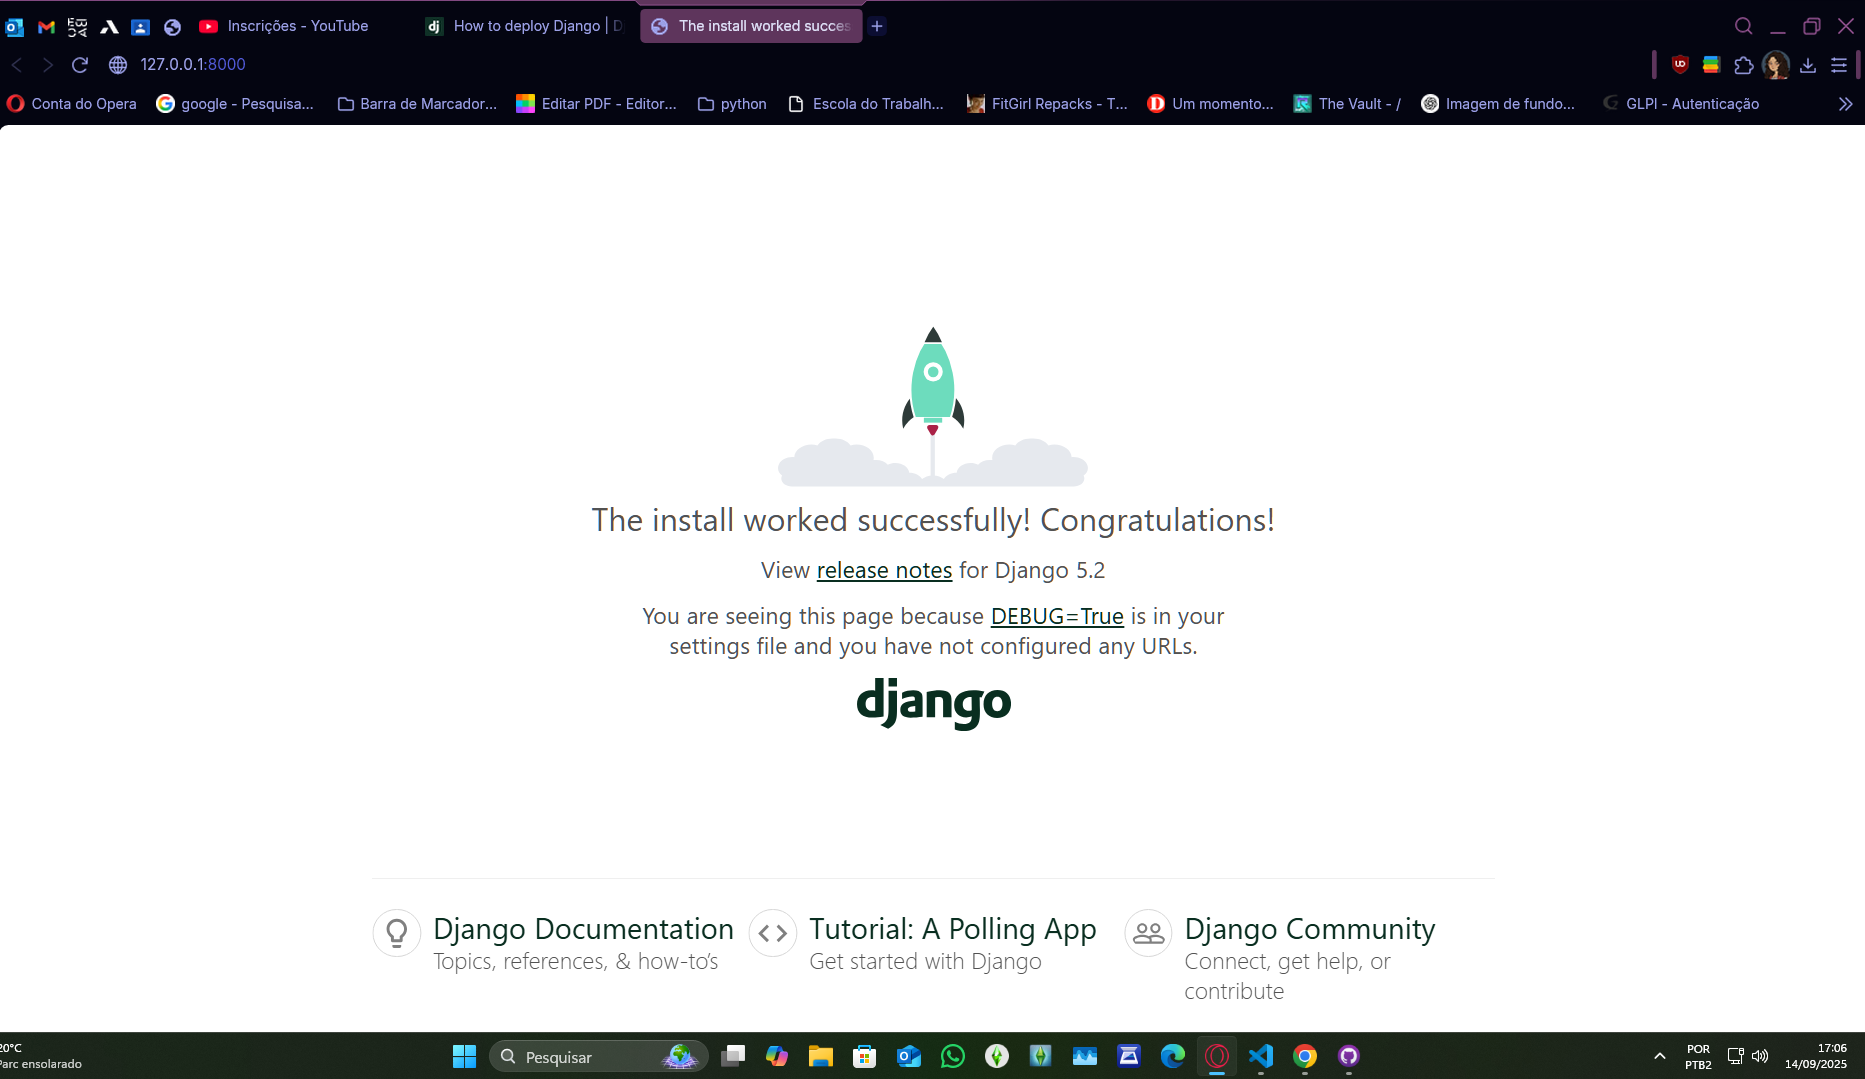 Inscrições - YouTube
How to deploy Django | D
The install worked succes
127.0.0.1:8000
Conta do Opera
google - Pesquisa...
Barra de Marcador...
Editar PDF - Editor...
python
Escola do Trabalh...
FitGirl Repacks - T...
Um momento...
The Vault - /
Imagem de fundo...
GLPI - Autenticação
The install worked successfully! Congratulations!
View release notes for Django 5.2
You are seeing this page because DEBUG=True is in your
settings file and you have not configured any URLs.
django
Django Documentation
Topics, references, & how-to's
Tutorial: A Polling App
Get started with Django
Django Community
Connect, get help, or
contribute
20°C
Parc ensolarado
Pesquisar
POR
PTB2
17:06
14/09/2025